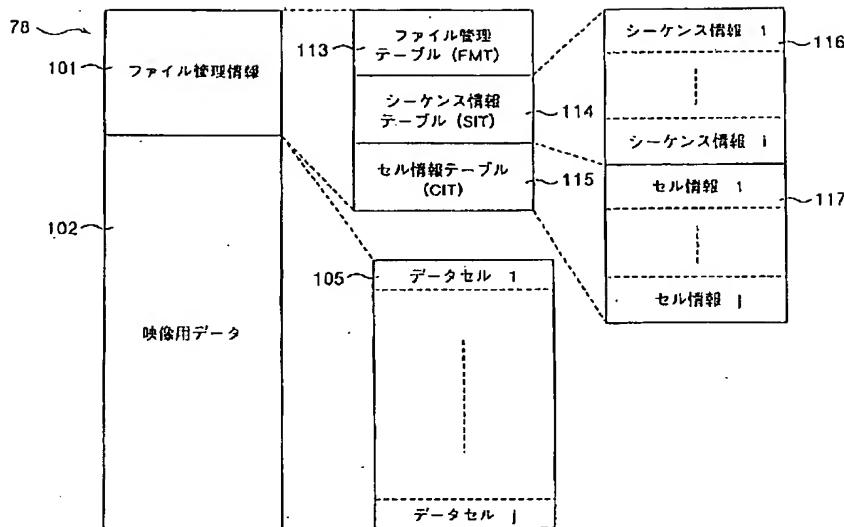 78
101
ファイル管理情報
102
映像用データ
113
ファイル管理
テーブル (FMT)
シーケンス情報
テーブル (SIT)
114
セル情報テーブル
(CIT)
115
シーケンス情報 1
116
シーケンス情報 i
セル情報 1
117
セル情報 j
105
データセル 1
データセル j